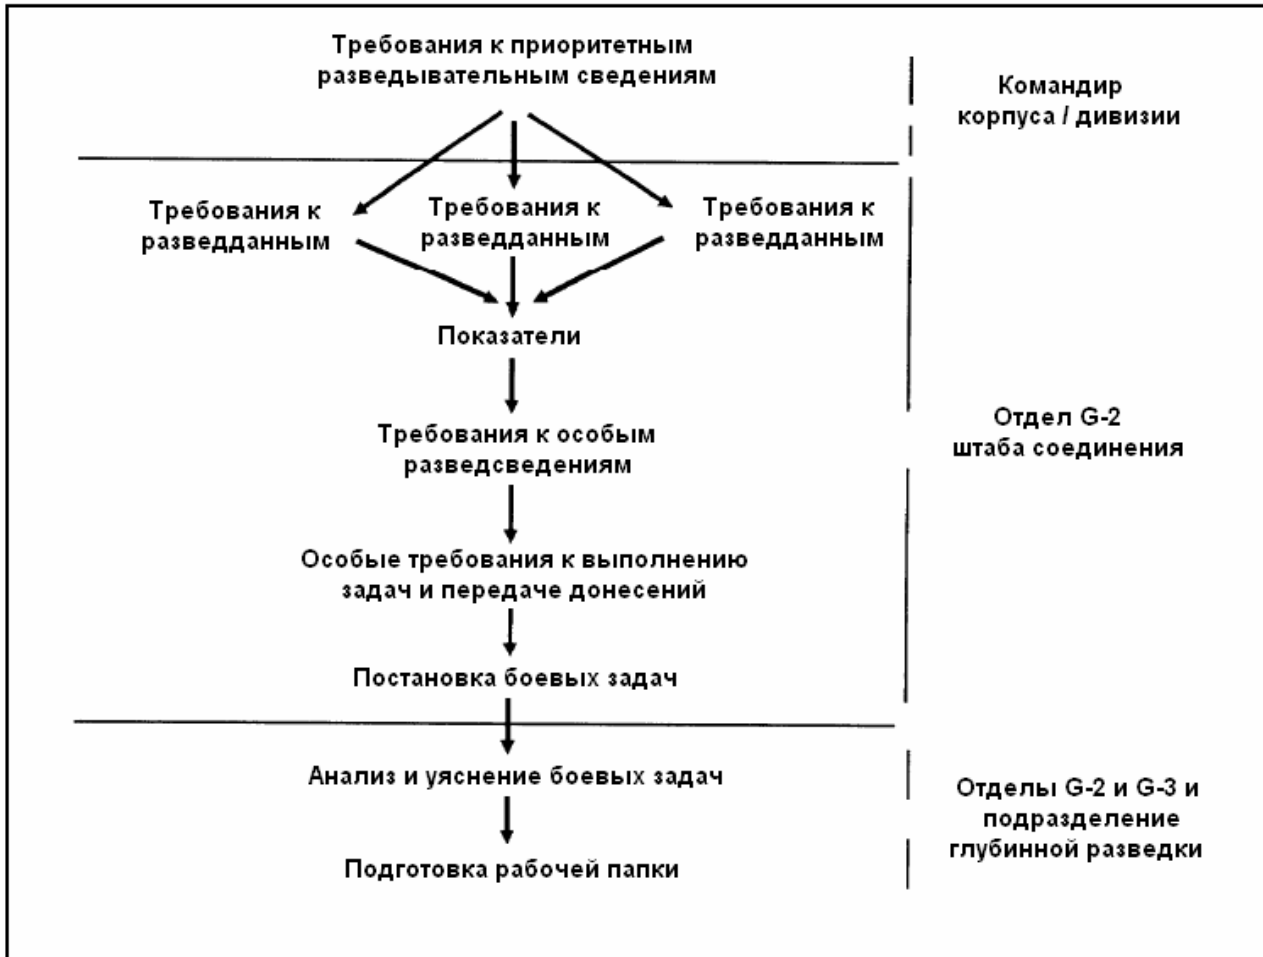 Требования к приоритетным
разведывательным сведениям
Командир
корпуса / дивизии
Требования к
разведданным
Требования к
разведданным
Требования к
разведданным
Показатели
Требования к особым
разведсведениям
Отдел G-2
штаба соединения
Особые требования к выполнению
задач и передаче донесений
Постановка боевых задач
Анализ и уяснение боевых задач
Подготовка рабочей папки
Отделы G-2 и G-3 и
подразделение
глубинной разведки